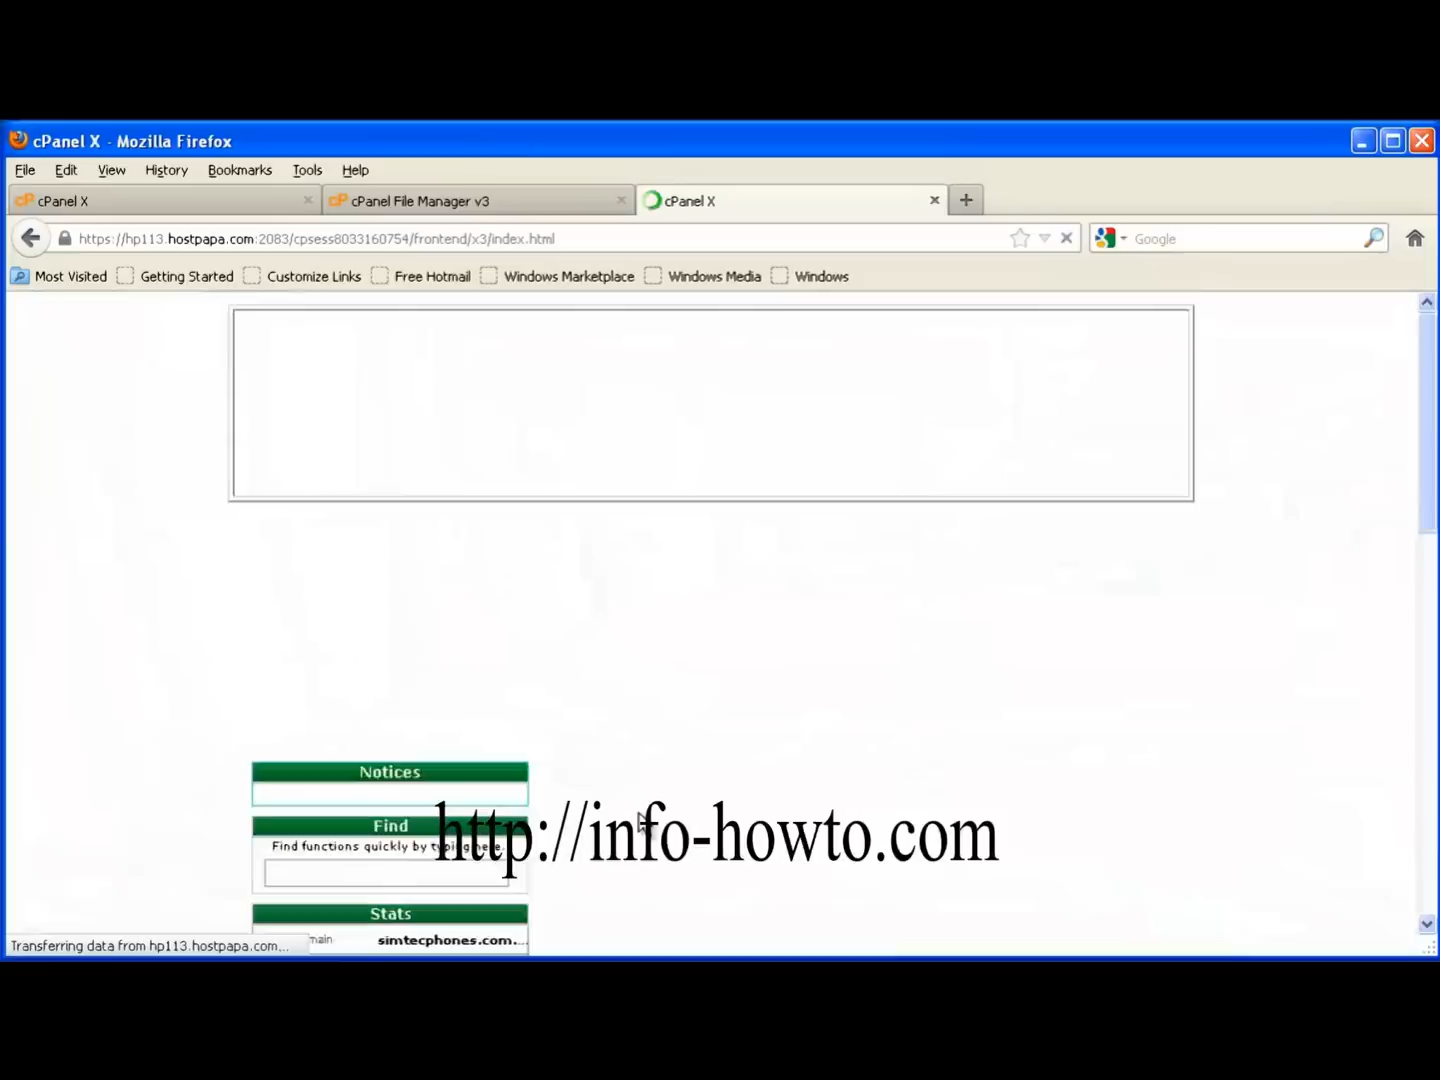 cPanel X - Mozilla Firefox
File Edit View History Bookmarks Tools Help
cPanel X
cPanel File Manager v3
cPanel X
https://hp113.hostpapa.com:2083/cpsess8033160754/frontend/x3/index.html
Google
Most Visited Getting Started Customize Links Free Hotmail Windows Marketplace Windows Media Windows
Notices
Find
Find functions quickly by typing here.
http://info-howto.com
Stats
main simtecphones.com...
Transferring data from hp113.hostpapa.com...